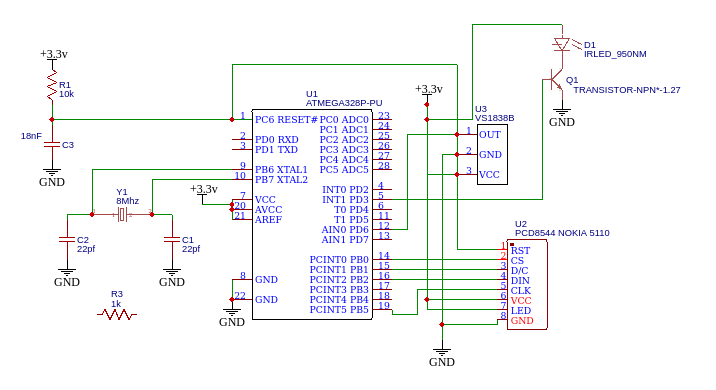 +3.3v
R1
10k
18nF
C3
GND
Y1
8Mhz
C2
22pf
GND
C1
22pf
GND
R3
1k
+3.3v
GND
U1
ATMEGA328P-PU
1 PC6 RESET# PC0 ADC0 23
PC1 ADC1 24
2 PD0 RXD PC2 ADC2 25
3 PD1 TXD PC3 ADC3 26
PC4 ADC4 27
9 PB6 XTAL1 PC5 ADC5 28
10 PB7 XTAL2
INT0 PD2 4
7 VCC INT1 PD3 5
20 AVCC T0 PD4 6
21 AREF T1 PD5 11
AIN0 PD6 12
AIN1 PD7 13
PCINT0 PB0 14
PCINT1 PB1 15
8 GND PCINT2 PB2 16
PCINT3 PB3 17
22 GND PCINT4 PB4 18
PCINT5 PB5 19
+3.3v
U3
VS1838B
1 OUT
2 GND
3 VCC
D1
IRLED_950NM
Q1
TRANSISTOR-NPN*-1.27
GND
U2
PCD8544 NOKIA 5110
1 RST
2 CS
3 D/C
4 DIN
5 CLK
6 VCC
7 LED
8 GND
GND